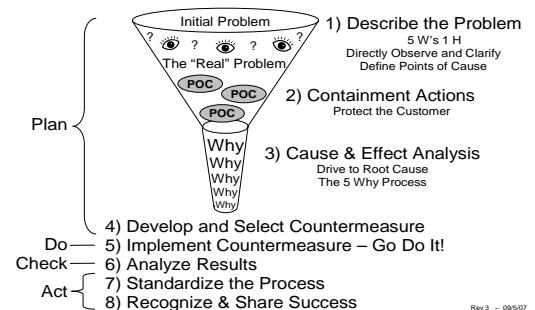 Initial Problem
? ? ? ?
The "Real" Problem
POC
POC
POC
Why
Why
Why
Why
Why
1) Describe the Problem
5 W's 1 H
Directly Observe and Clarify
Define Points of Cause
2) Containment Actions
Protect the Customer
3) Cause & Effect Analysis
Drive to Root Cause
The 5 Why Process
Plan
4) Develop and Select Countermeasure
Do
5) Implement Countermeasure – Go Do It!
Check
6) Analyze Results
Act
7) Standardize the Process
8) Recognize & Share Success
Rev 3 – 09/5/07